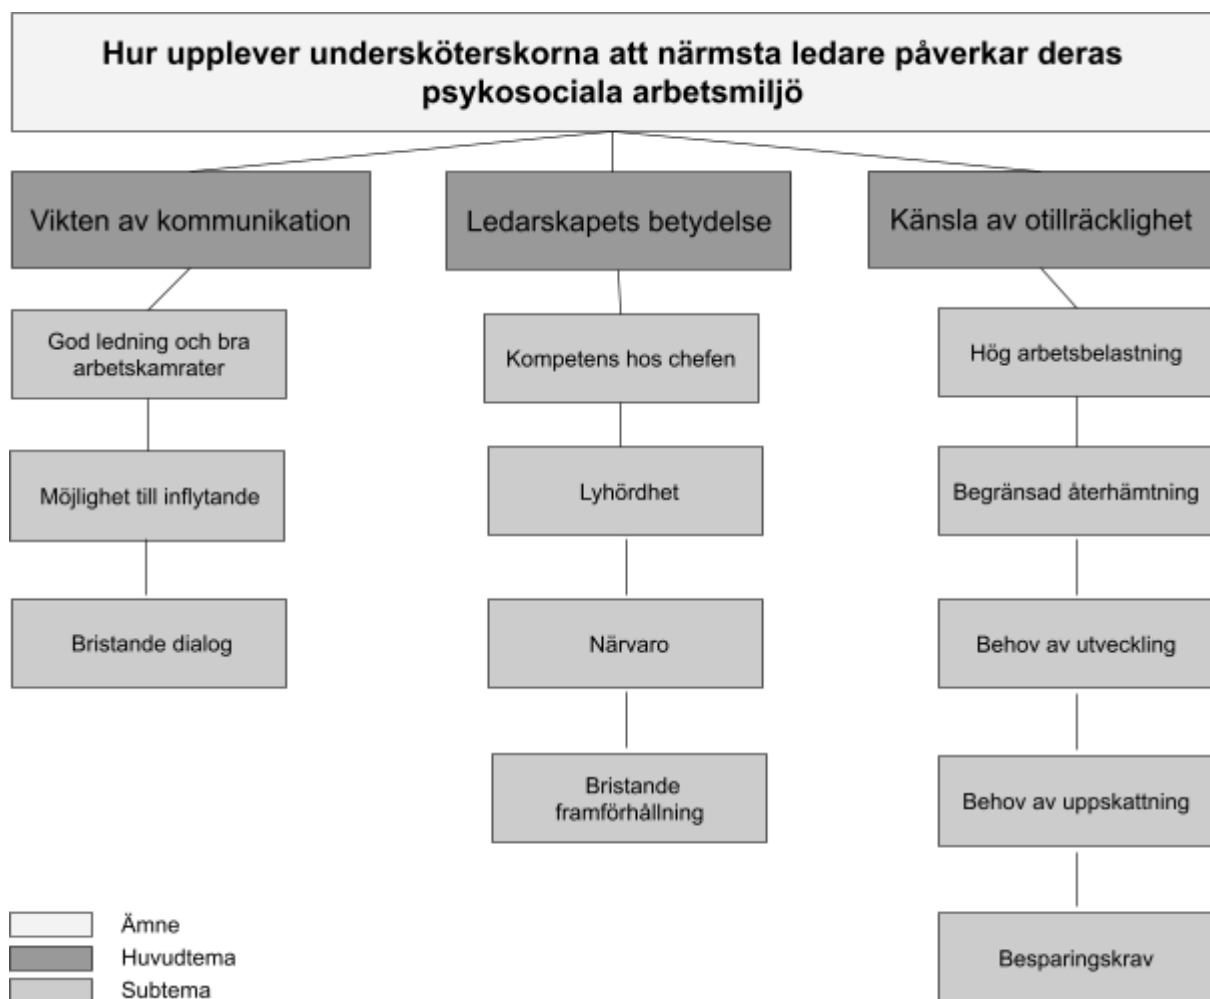 Hur upplever undersköterskorna att närmsta ledare påverkar deras
psykosociala arbetsmiljö
Vikten av kommunikation
Ledarskapets betydelse
Känsla av otillräcklighet
God ledning och bra
arbetskamrater
Möjlighet till inflytande
Bristande dialog
Kompetens hos chefen
Lyhördhet
Närvaro
Bristande
framförhållning
Hög arbetsbelastning
Begränsad återhämtning
Behov av utveckling
Behov av uppskattning
Besparingskrav
Ämne
Huvudtema
Subtema